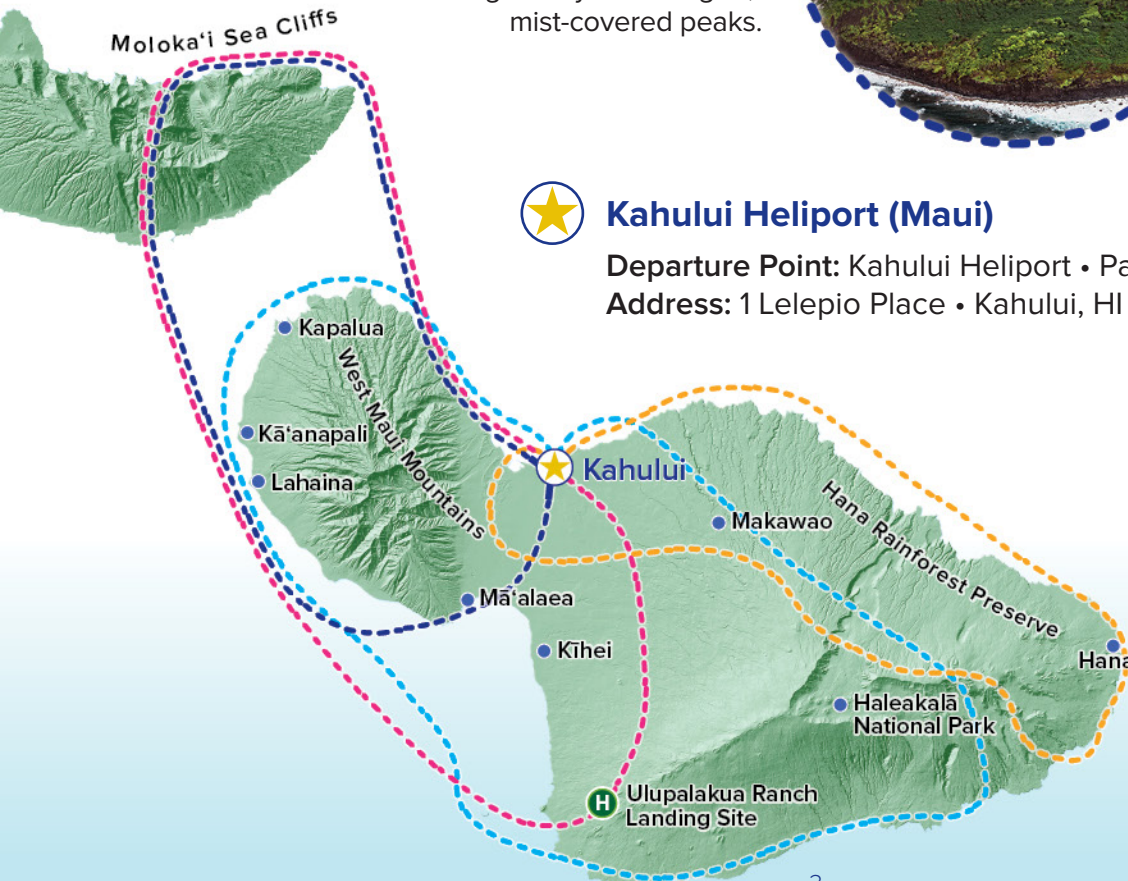 mist-covered peaks.
Moloka‘i Sea Cliffs
Kahului Heliport (Maui)
Departure Point: Kahului Heliport •
Address: 1 Lelepio Place • Kahului, HI
Kapalua
West Maui Mountains
Kā‘anapali
Lahaina
Kahului
Makawao
Hana Rainforest Preserve
Mā‘alaea
Kīhei
Hana
Haleakalā
National Park
H
Ulupalakua Ranch
Landing Site